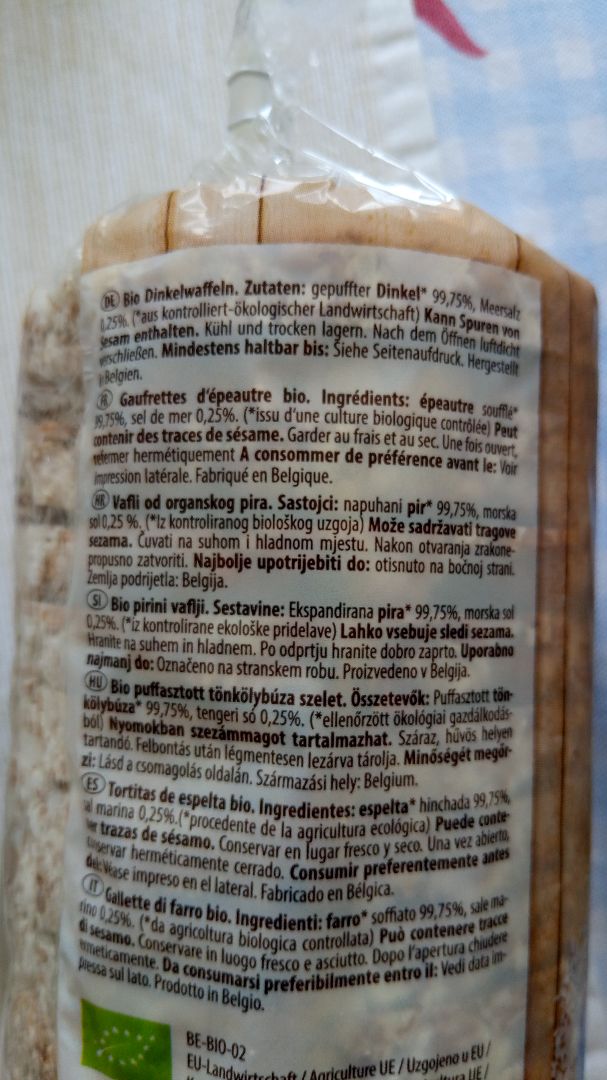 DE Bio Dinkelwaffeln. Zutaten: gepuffter Dinkel* 99,75%, Meersalz
0,25%. (*aus kontrolliert-ökologischer Landwirtschaft) Kann Spuren von
Sesam enthalten. Kühl und trocken lagern. Nach dem Öffnen luftdicht
verschließen. Mindestens haltbar bis: Siehe Seitenaufdruck. Hergestellt
in Belgien.
FR Gaufrettes d'épeautre bio. Ingrédients: épeautre soufflé*
99,75%, sel de mer 0,25%. (*issu d'une culture biologique contrôlée) Peut
contenir des traces de sésame. Garder au frais et au sec. Une fois ouvert,
refermer hermétiquement A consommer de préférence avant le: Voir
impression latérale. Fabriqué en Belgique.
HR Vafli od organskog pira. Sastojci: napuhani pir* 99,75%, morska
sol 0,25 %. (*Iz kontroliranog biološkog uzgoja) Može sadržavati tragove
sezama. Čuvati na suhom i hladnom mjestu. Nakon otvaranja zrakone-
propusno zatvoriti. Najbolje upotrijebiti do: otisnuto na bočnoj strani.
Zemlja podrijetla: Belgija.
SI Bio pirini vaflji. Sestavine: Ekspandirana pira* 99,75%, morska sol
0,25%. (*iz kontrolirane ekološke pridelave) Lahko vsebuje sledi sezama.
Hranite na suhem in hladnem. Po odprtju hranite dobro zaprto. Uporabno
najmanj do: Označeno na stranskem robu. Proizvedeno v Belgija.
HU Bio puffasztott tönkölybúza szelet. Összetevők: Puffasztott tön-
kölybúza* 99,75%, tengeri só 0,25%. (*ellenőrzött ökológiai gazdálkodás-
ból) Nyomokban szezámmagot tartalmazhat. Száraz, hűvös helyen
tartandó. Felbontás után légmentesen lezárva tárolja. Minőségét megőr-
zi: Lásd a csomagolás oldalán. Származási hely: Belgium.
ES Tortitas de espelta bio. Ingredientes: espelta* hinchada 99,75%,
sal marina 0,25%.(*procedente de la agricultura ecológica) Puede conte-
ner trazas de sésamo. Conservar en lugar fresco y seco. Una vez abierto,
conservar herméticamente cerrado. Consumir preferentemente antes
del: Véase impreso en el lateral. Fabricado en Bélgica.
IT Gallette di farro bio. Ingredienti: farro* soffiato 99,75%, sale ma-
rino 0,25%. (*da agricoltura biologica controllata) Può contenere tracce
di sesamo. Conservare in luogo fresco e asciutto. Dopo l'apertura chiudere
ermeticamente. Da consumarsi preferibilmente entro il: Vedi data im-
pressa sul lato. Prodotto in Belgio.
BE-BIO-02
EU-Landwirtschaft / Agriculture UE / Uzgojeno u EU /
UE /